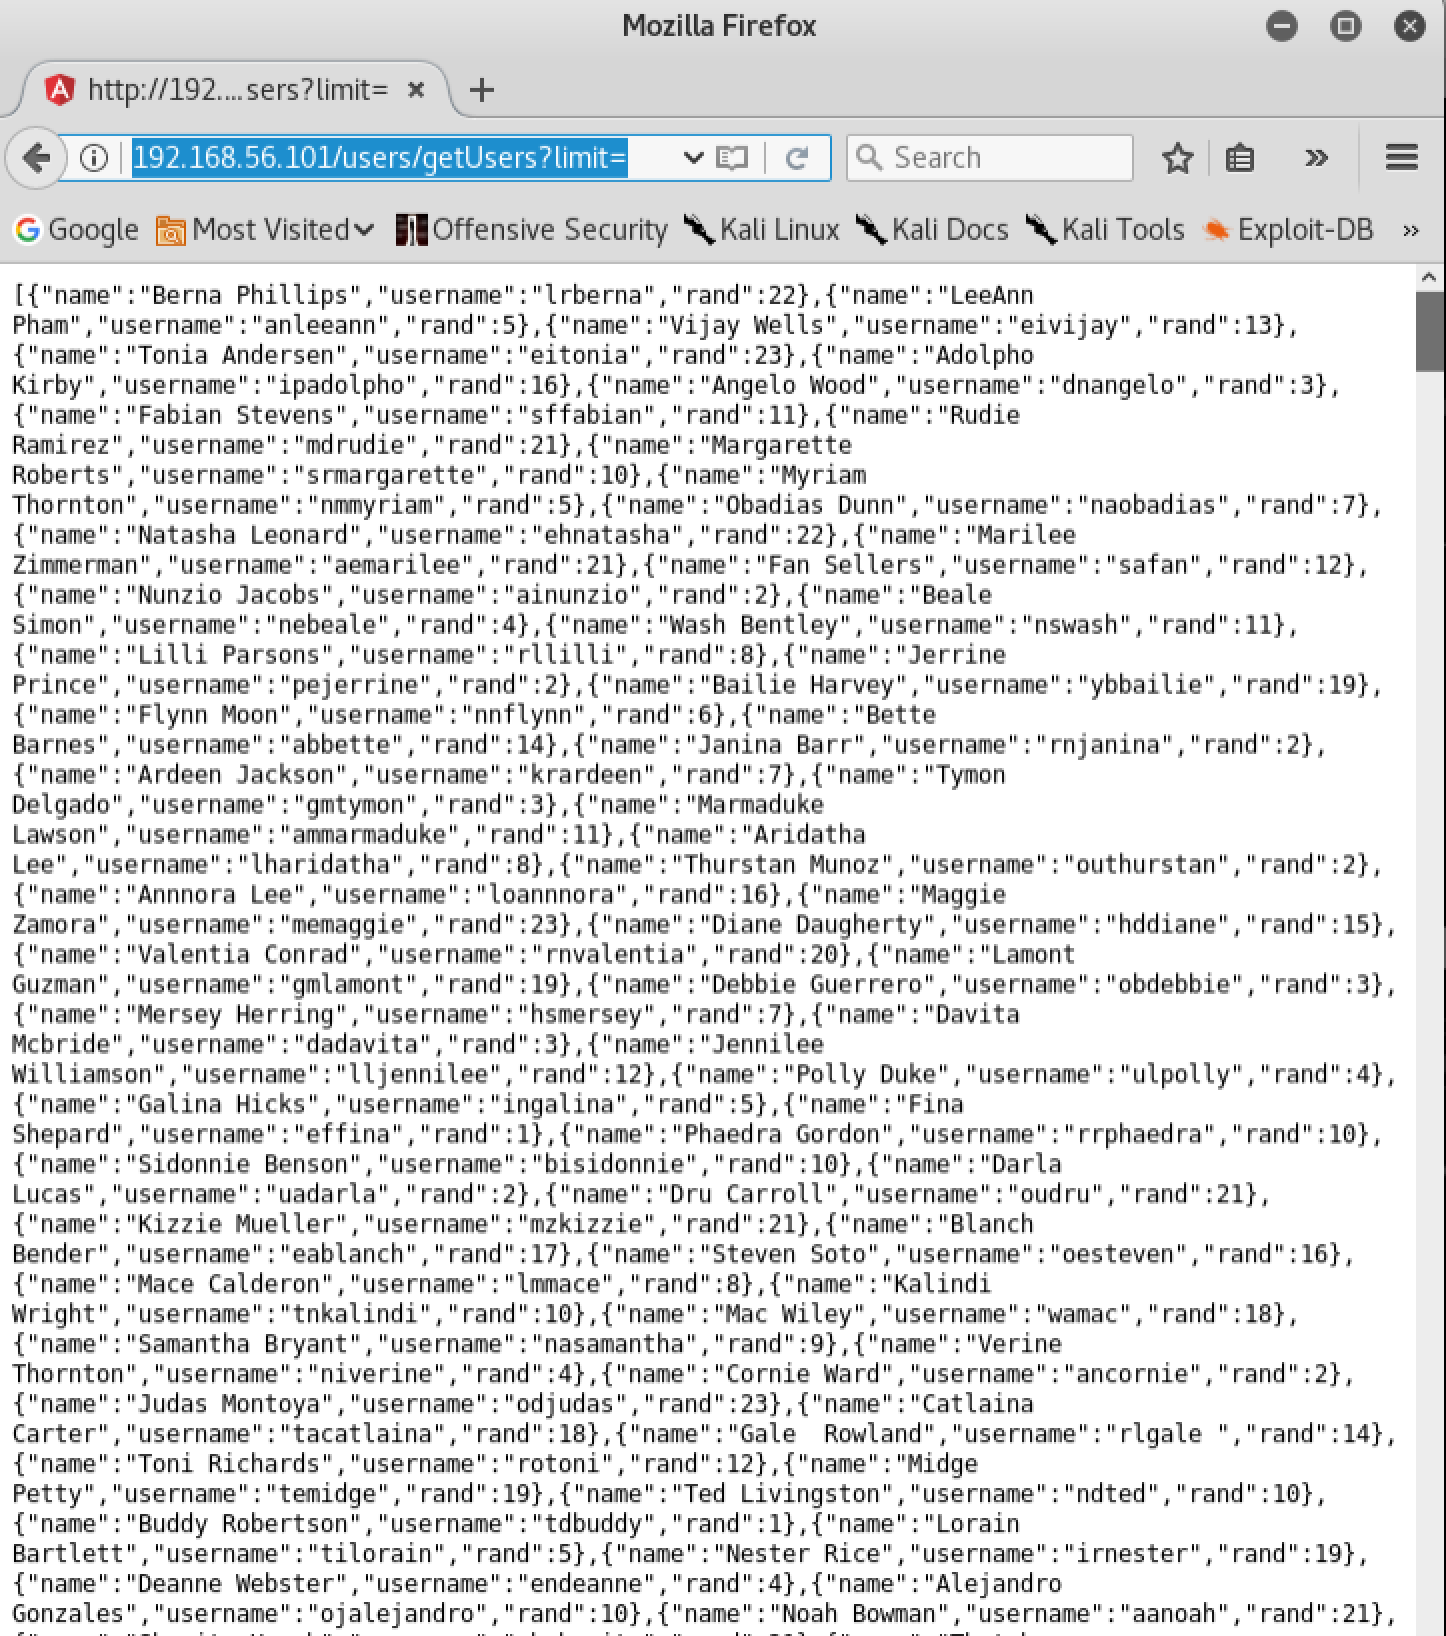 Mozilla Firefox
http://192....sers?limit=
192.168.56.101/users/getUsers?limit=
Search
Google Most Visited Offensive Security Kali Linux Kali Docs Kali Tools Exploit-DB »
[{"name":"Berna Phillips","username":"lrberna","rand":22},{"name":"LeeAnn
Pham","username":"anleeann","rand":5},{"name":"Vijay Wells","username":"eivijay","rand":13},
{"name":"Tonia Andersen","username":"eitonia","rand":23},{"name":"Adolpho
Kirby","username":"ipadolpho","rand":16},{"name":"Angelo Wood","username":"dnangelo","rand":3},
{"name":"Fabian Stevens","username":"sffabian","rand":11},{"name":"Rudie
Ramirez","username":"mdrudie","rand":21},{"name":"Margarette
Roberts","username":"srmargarette","rand":10},{"name":"Myriam
Thornton","username":"nmmyriam","rand":5},{"name":"Obadias Dunn","username":"naobadias","rand":7},
{"name":"Natasha Leonard","username":"ehnatasha","rand":22},{"name":"Marilee
Zimmerman","username":"aemarilee","rand":21},{"name":"Fan Sellers","username":"safan","rand":12},
{"name":"Nunzio Jacobs","username":"ainunzio","rand":2},{"name":"Beale
Simon","username":"nebeale","rand":4},{"name":"Wash Bentley","username":"nswash","rand":11},
{"name":"Lilli Parsons","username":"rllilli","rand":8},{"name":"Jerrine
Prince","username":"pejerrine","rand":2},{"name":"Bailie Harvey","username":"ybbailie","rand":19},
{"name":"Flynn Moon","username":"nnflynn","rand":6},{"name":"Bette
Barnes","username":"abbette","rand":14},{"name":"Janina Barr","username":"rnjanina","rand":2},
{"name":"Ardeen Jackson","username":"krardeen","rand":7},{"name":"Tymon
Delgado","username":"gmtymon","rand":3},{"name":"Marmaduke
Lawson","username":"ammarmaduke","rand":11},{"name":"Aridatha
Lee","username":"lharidatha","rand":8},{"name":"Thurstan Munoz","username":"outhurstan","rand":2},
{"name":"Annnora Lee","username":"loannnora","rand":16},{"name":"Maggie
Zamora","username":"memaggie","rand":23},{"name":"Diane Daugherty","username":"hddiane","rand":15},
{"name":"Valentia Conrad","username":"rnvalentia","rand":20},{"name":"Lamont
Guzman","username":"gmlamont","rand":19},{"name":"Debbie Guerrero","username":"obdebbie","rand":3},
{"name":"Mersey Herring","username":"hsmersey","rand":7},{"name":"Davita
Mcbride","username":"dadavita","rand":3},{"name":"Jennilee
Williamson","username":"lljennilee","rand":12},{"name":"Polly Duke","username":"ulpolly","rand":4},
{"name":"Galina Hicks","username":"ingalina","rand":5},{"name":"Fina
Shepard","username":"effina","rand":1},{"name":"Phaedra Gordon","username":"rrphaedra","rand":10},
{"name":"Sidonnie Benson","username":"bisidonnie","rand":10},{"name":"Darla
Lucas","username":"uadarla","rand":2},{"name":"Dru Carroll","username":"oudru","rand":21},
{"name":"Kizzie Mueller","username":"mzkizzie","rand":21},{"name":"Blanch
Bender","username":"eablanch","rand":17},{"name":"Steven Soto","username":"oesteven","rand":16},
{"name":"Mace Calderon","username":"lmmace","rand":8},{"name":"Kalindi
Wright","username":"tnkalindi","rand":10},{"name":"Mac Wiley","username":"wamac","rand":18},
{"name":"Samantha Bryant","username":"nasamantha","rand":9},{"name":"Verine
Thornton","username":"niverine","rand":4},{"name":"Cornie Ward","username":"ancornie","rand":2},
{"name":"Judas Montoya","username":"odjudas","rand":23},{"name":"Catlaina
Carter","username":"tacatlaina","rand":18},{"name":"Gale  Rowland","username":"rlgale ","rand":14},
{"name":"Toni Richards","username":"rotoni","rand":12},{"name":"Midge
Petty","username":"temidge","rand":19},{"name":"Ted Livingston","username":"ndted","rand":10},
{"name":"Buddy Robertson","username":"tdbuddy","rand":1},{"name":"Lorain
Bartlett","username":"tilorain","rand":5},{"name":"Nester Rice","username":"irnester","rand":19},
{"name":"Deanne Webster","username":"endeanne","rand":4},{"name":"Alejandro
Gonzales","username":"ojalejandro","rand":10},{"name":"Noah Bowman","username":"aanoah","rand":21},